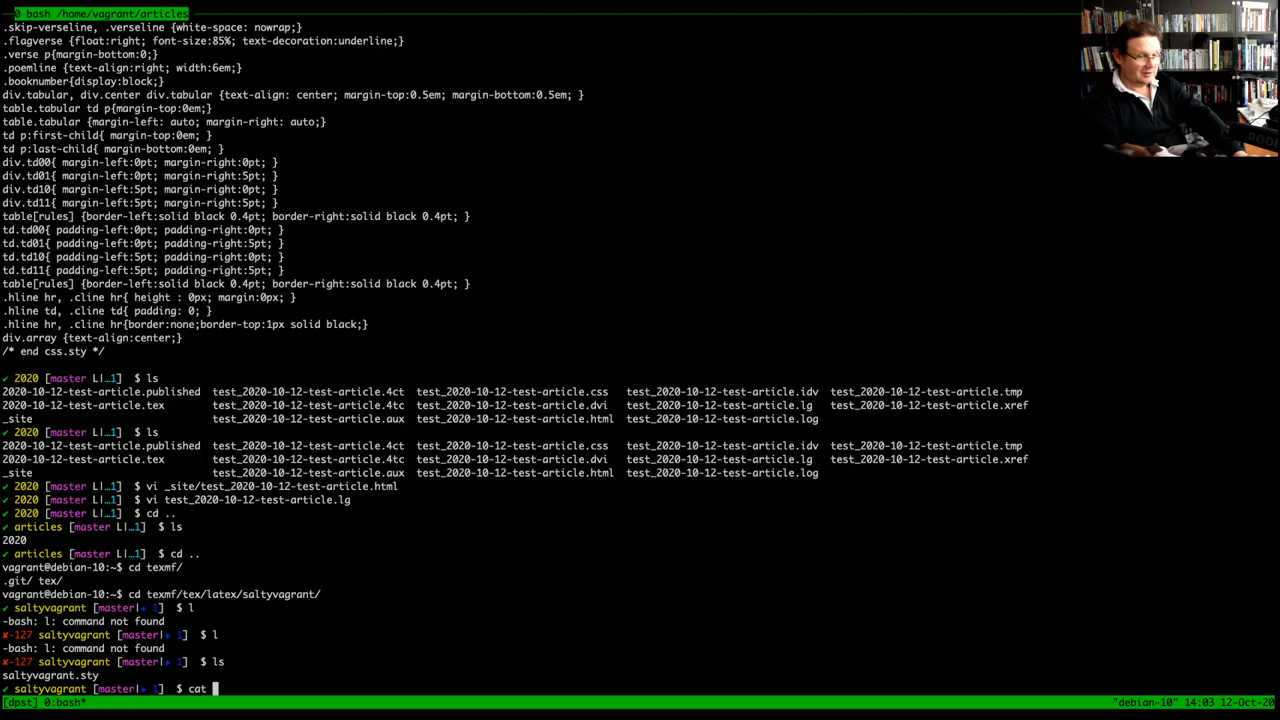 0 bash /home/vagrant/articles
.skip-verseline, .verseline {white-space: nowrap;}
.flagverse {float:right; font-size:85%; text-decoration:underline;}
.verse p{margin-bottom:0;}
.poemline {text-align:right; width:6em;}
.booknumber{display:block;}
div.tabular, div.center div.tabular {text-align: center; margin-top:0.5em; margin-bottom:0.5em; }
table.tabular td p{margin-top:0em;}
table.tabular {margin-left: auto; margin-right: auto;}
td p:first-child{ margin-top:0em; }
td p:last-child{ margin-bottom:0em; }
div.td00{ margin-left:0pt; margin-right:0pt; }
div.td01{ margin-left:0pt; margin-right:5pt; }
div.td10{ margin-left:5pt; margin-right:0pt; }
div.td11{ margin-left:5pt; margin-right:5pt; }
table[rules] {border-left:solid black 0.4pt; border-right:solid black 0.4pt; }
td.td00{ padding-left:0pt; padding-right:0pt; }
td.td01{ padding-left:0pt; padding-right:5pt; }
td.td10{ padding-left:5pt; padding-right:0pt; }
td.td11{ padding-left:5pt; padding-right:5pt; }
table[rules] {border-left:solid black 0.4pt; border-right:solid black 0.4pt; }
.hline hr, .cline hr{ height : 0px; margin:0px; }
.hline td, .cline td{ padding: 0; }
.hline hr, .cline hr{border:none;border-top:1px solid black;}
div.array {text-align:center;}
/* end css.sty */
✔ 2020 [master L|…1] $ ls
2020-10-12-test-article.published test_2020-10-12-test-article.4ct test_2020-10-12-test-article.css test_2020-10-12-test-article.idv test_2020-10-12-test-article.tmp
2020-10-12-test-article.tex test_2020-10-12-test-article.4tc test_2020-10-12-test-article.dvi test_2020-10-12-test-article.lg test_2020-10-12-test-article.xref
_site test_2020-10-12-test-article.aux test_2020-10-12-test-article.html test_2020-10-12-test-article.log
✔ 2020 [master L|…1] $ ls
2020-10-12-test-article.published test_2020-10-12-test-article.4ct test_2020-10-12-test-article.css test_2020-10-12-test-article.idv test_2020-10-12-test-article.tmp
2020-10-12-test-article.tex test_2020-10-12-test-article.4tc test_2020-10-12-test-article.dvi test_2020-10-12-test-article.lg test_2020-10-12-test-article.xref
_site test_2020-10-12-test-article.aux test_2020-10-12-test-article.html test_2020-10-12-test-article.log
✔ 2020 [master L|…1] $ vi _site/test_2020-10-12-test-article.html
✔ 2020 [master L|…1] $ vi test_2020-10-12-test-article.lg
✔ 2020 [master L|…1] $ cd ..
✔ articles [master L|…1] $ ls
2020
✔ articles [master L|…1] $ cd ..
vagrant@debian-10:~$ cd texmf/
.git/ tex/
vagrant@debian-10:~$ cd texmf/tex/latex/saltyvagrant/
✔ saltyvagrant [master|✚ 1] $ l
-bash: l: command not found
✘-127 saltyvagrant [master|✚ 1] $ l
-bash: l: command not found
✘-127 saltyvagrant [master|✚ 1] $ ls
saltyvagrant.sty
✔ saltyvagrant [master|✚ 1] $ cat
[dpst] 0:bash* "debian-10" 14:03 12-Oct-20